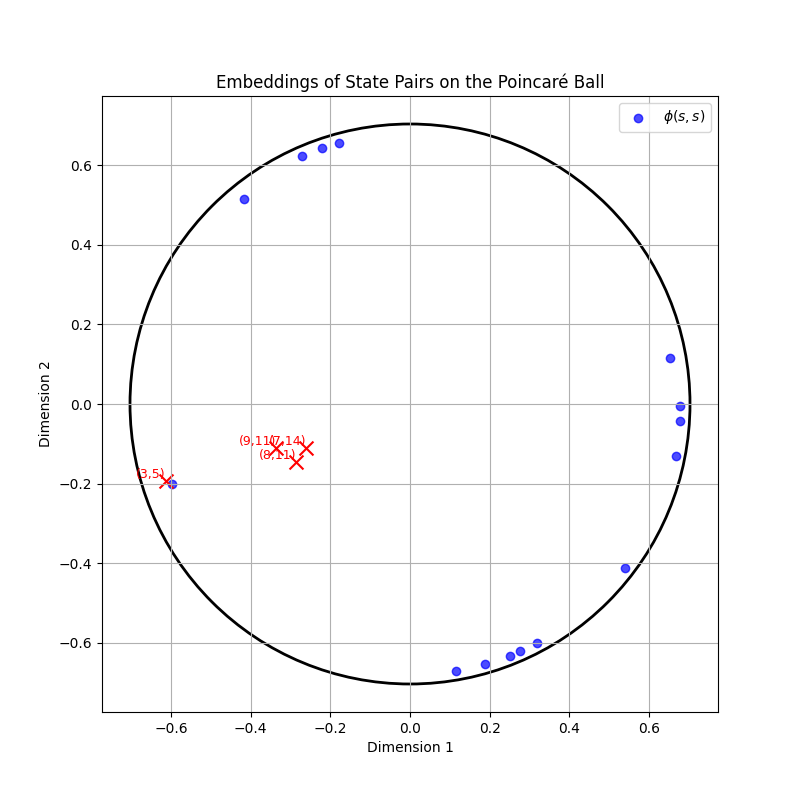 Embeddings of State Pairs on the Poincaré Ball
ϕ(s, s)
0.6
0.4
0.2
0.0
−0.2
−0.4
−0.6
Dimension 2
(9,11)
(7,14)
(8,11)
(3,5)
−0.6 −0.4 −0.2 0.0 0.2 0.4 0.6
Dimension 1